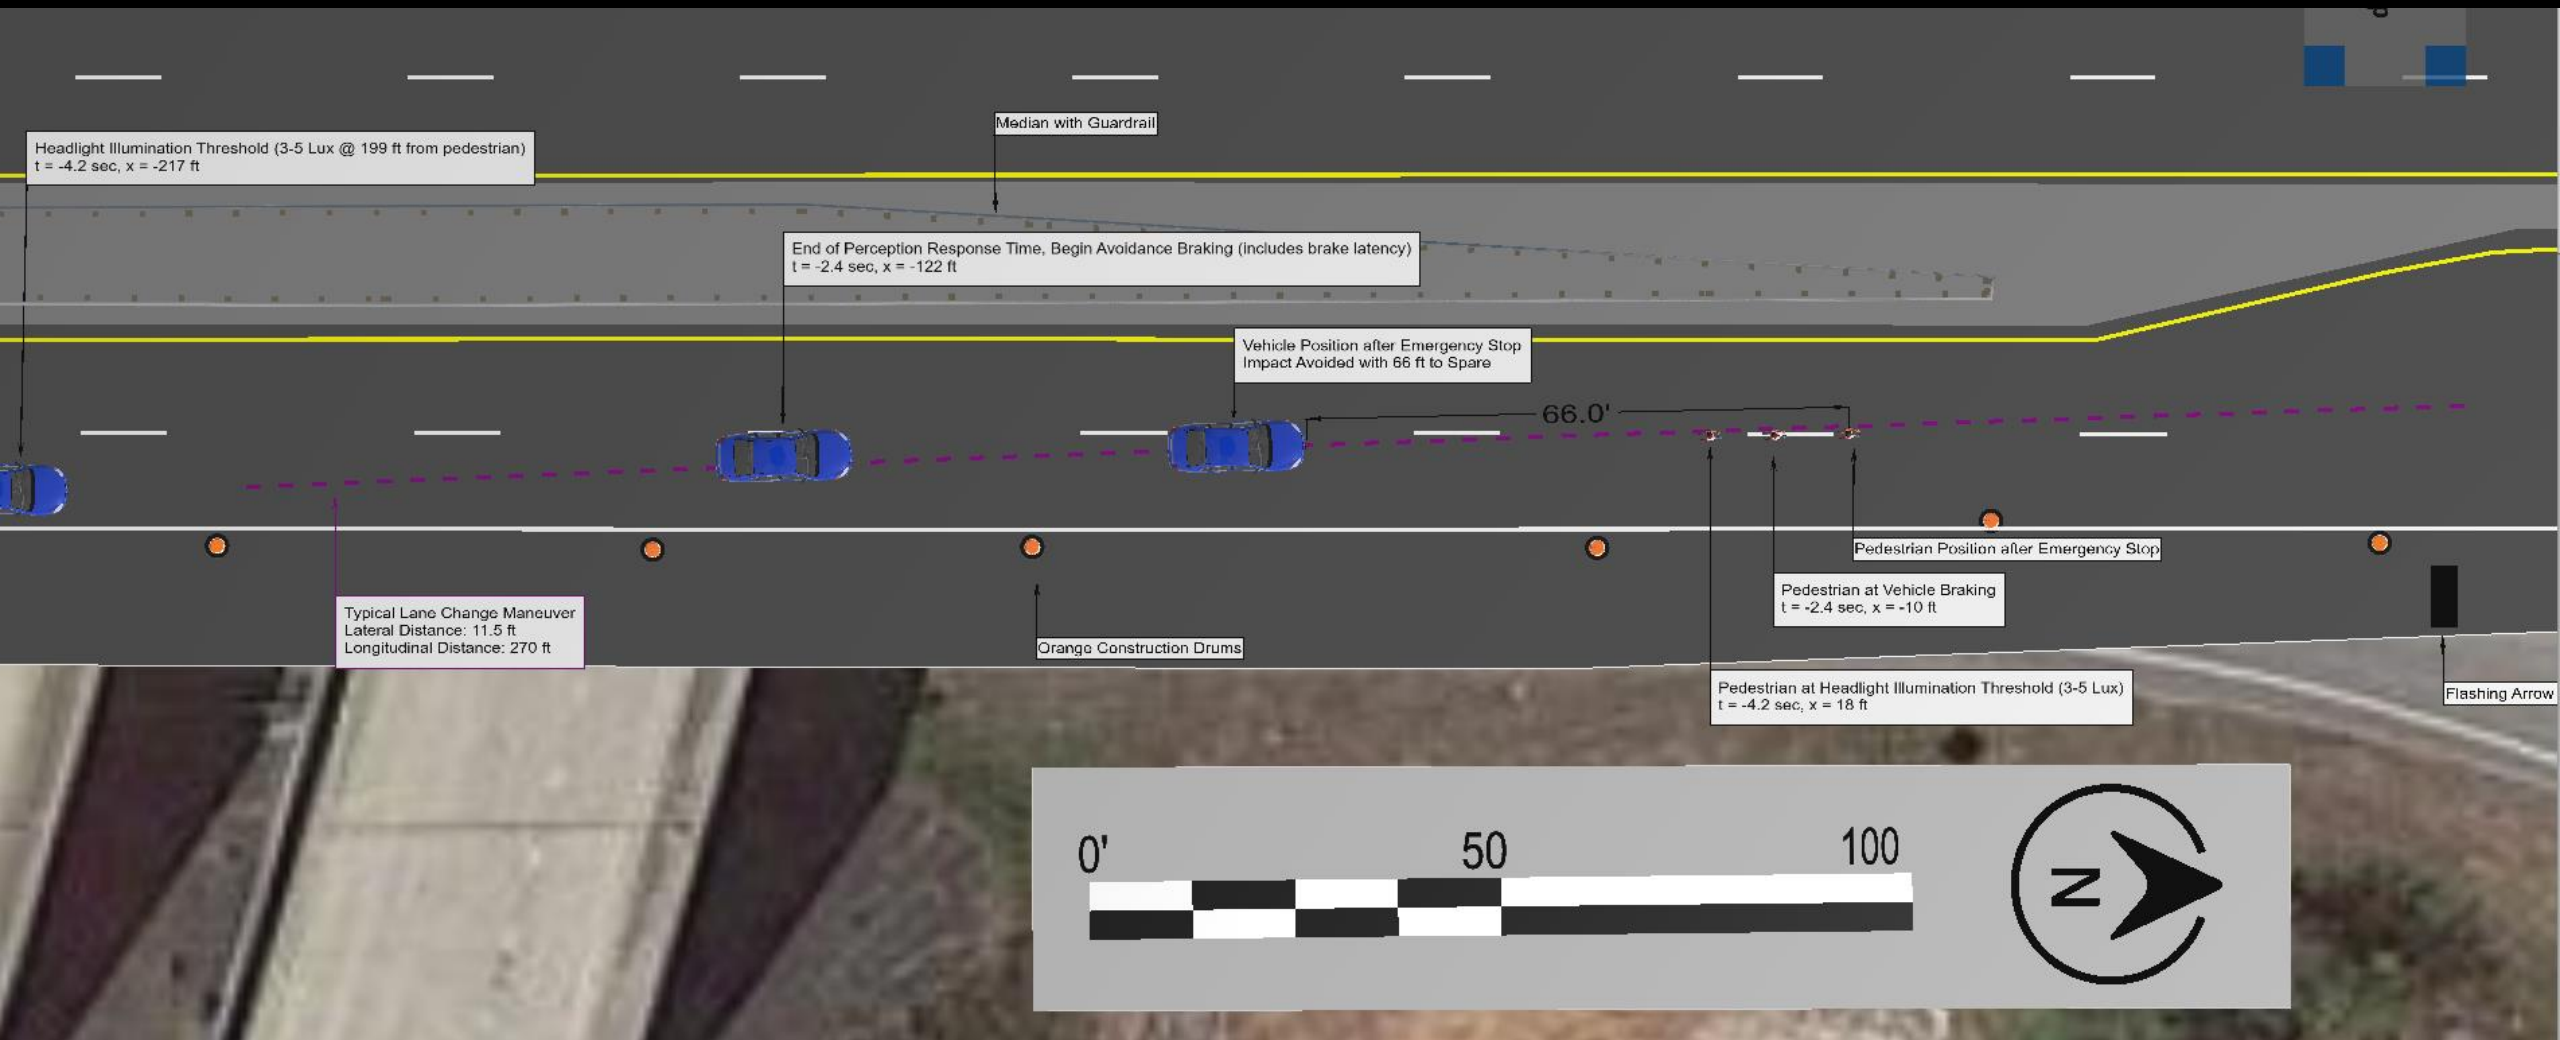 Median with Guardrail
Headlight Illumination Threshold (3-5 Lux @ 199 ft from pedestrian)
t = -4.2 sec, x = -217 ft
End of Perception Response Time, Begin Avoidance Braking (includes brake latency)
t = -2.4 sec, x = -122 ft
Vehicle Position after Emergency Stop
Impact Avoided with 66 ft to Spare
66.0'
Pedestrian Position after Emergency Stop
Pedestrian at Vehicle Braking
t = -2.4 sec, x = -10 ft
Typical Lane Change Maneuver
Lateral Distance: 11.5 ft
Longitudinal Distance: 270 ft
Orange Construction Drums
Pedestrian at Headlight Illumination Threshold (3-5 Lux)
t = -4.2 sec, x = 18 ft
Flashing Arrow
0' 50 100
N